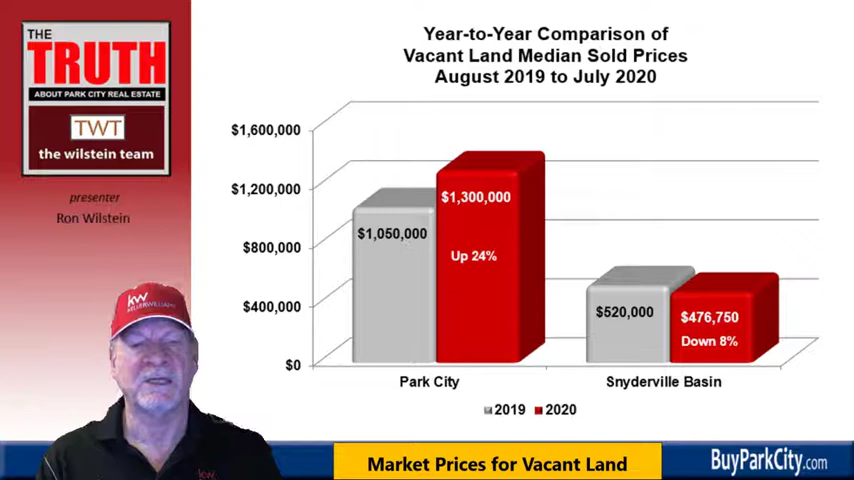 THE
TRUTH
ABOUT PARK CITY REAL ESTATE
TWT
the wilstein team
presenter
Ron Wilstein
Year-to-Year Comparison of
Vacant Land Median Sold Prices
August 2019 to July 2020
$1,600,000
$1,200,000
$800,000
$400,000
$0
$1,050,000
$1,300,000
Up 24%
$520,000
$476,750
Down 8%
Park City
Snyderville Basin
2019
2020
kw
KELLERWILLIAMS
kw
Market Prices for Vacant Land
BuyParkCity.com